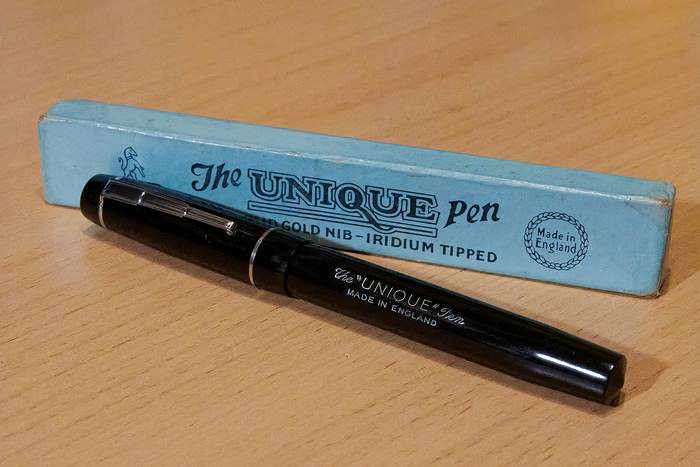 The UNIQUE Pen
GOLD NIB – IRIDIUM TIPPED
Made in
England
The "UNIQUE" Pen
MADE IN ENGLAND